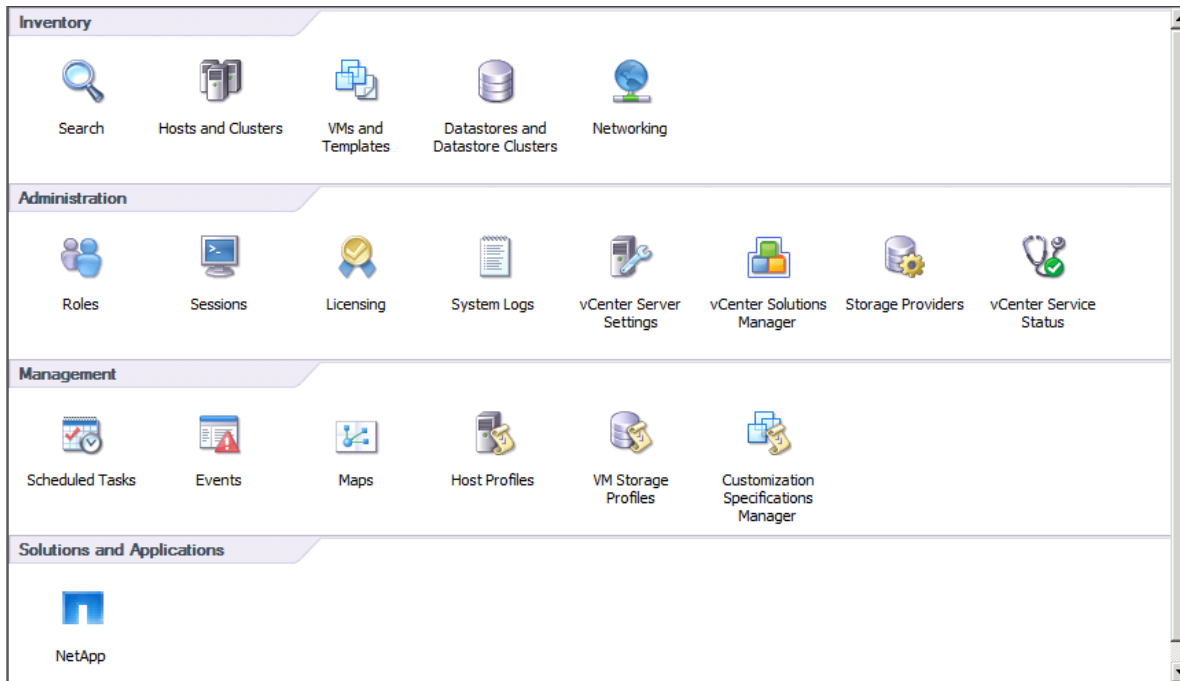 Inventory
Search
Hosts and Clusters
VMs and
Templates
Datastores and
Datastore Clusters
Networking
Administration
Roles
Sessions
Licensing
System Logs
vCenter Server
Settings
vCenter Solutions
Manager
Storage Providers
vCenter Service
Status
Management
Scheduled Tasks
Events
Maps
Host Profiles
VM Storage
Profiles
Customization
Specifications
Manager
Solutions and Applications
NetApp